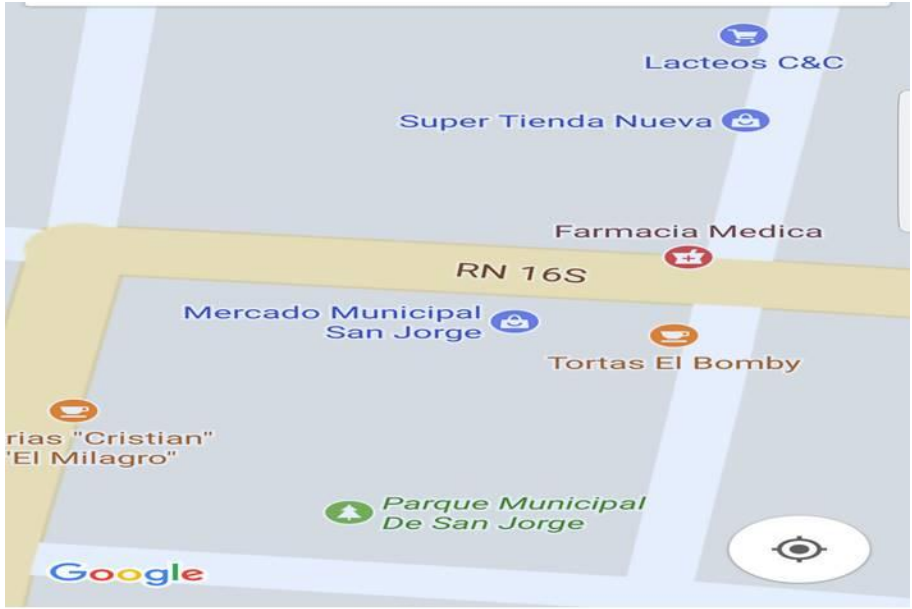 Lacteos C&C
Super Tienda Nueva
Farmacia Medica
RN 16S
Mercado Municipal
San Jorge
Tortas El Bomby
rias "Cristian"
"El Milagro"
Parque Municipal
De San Jorge
Google